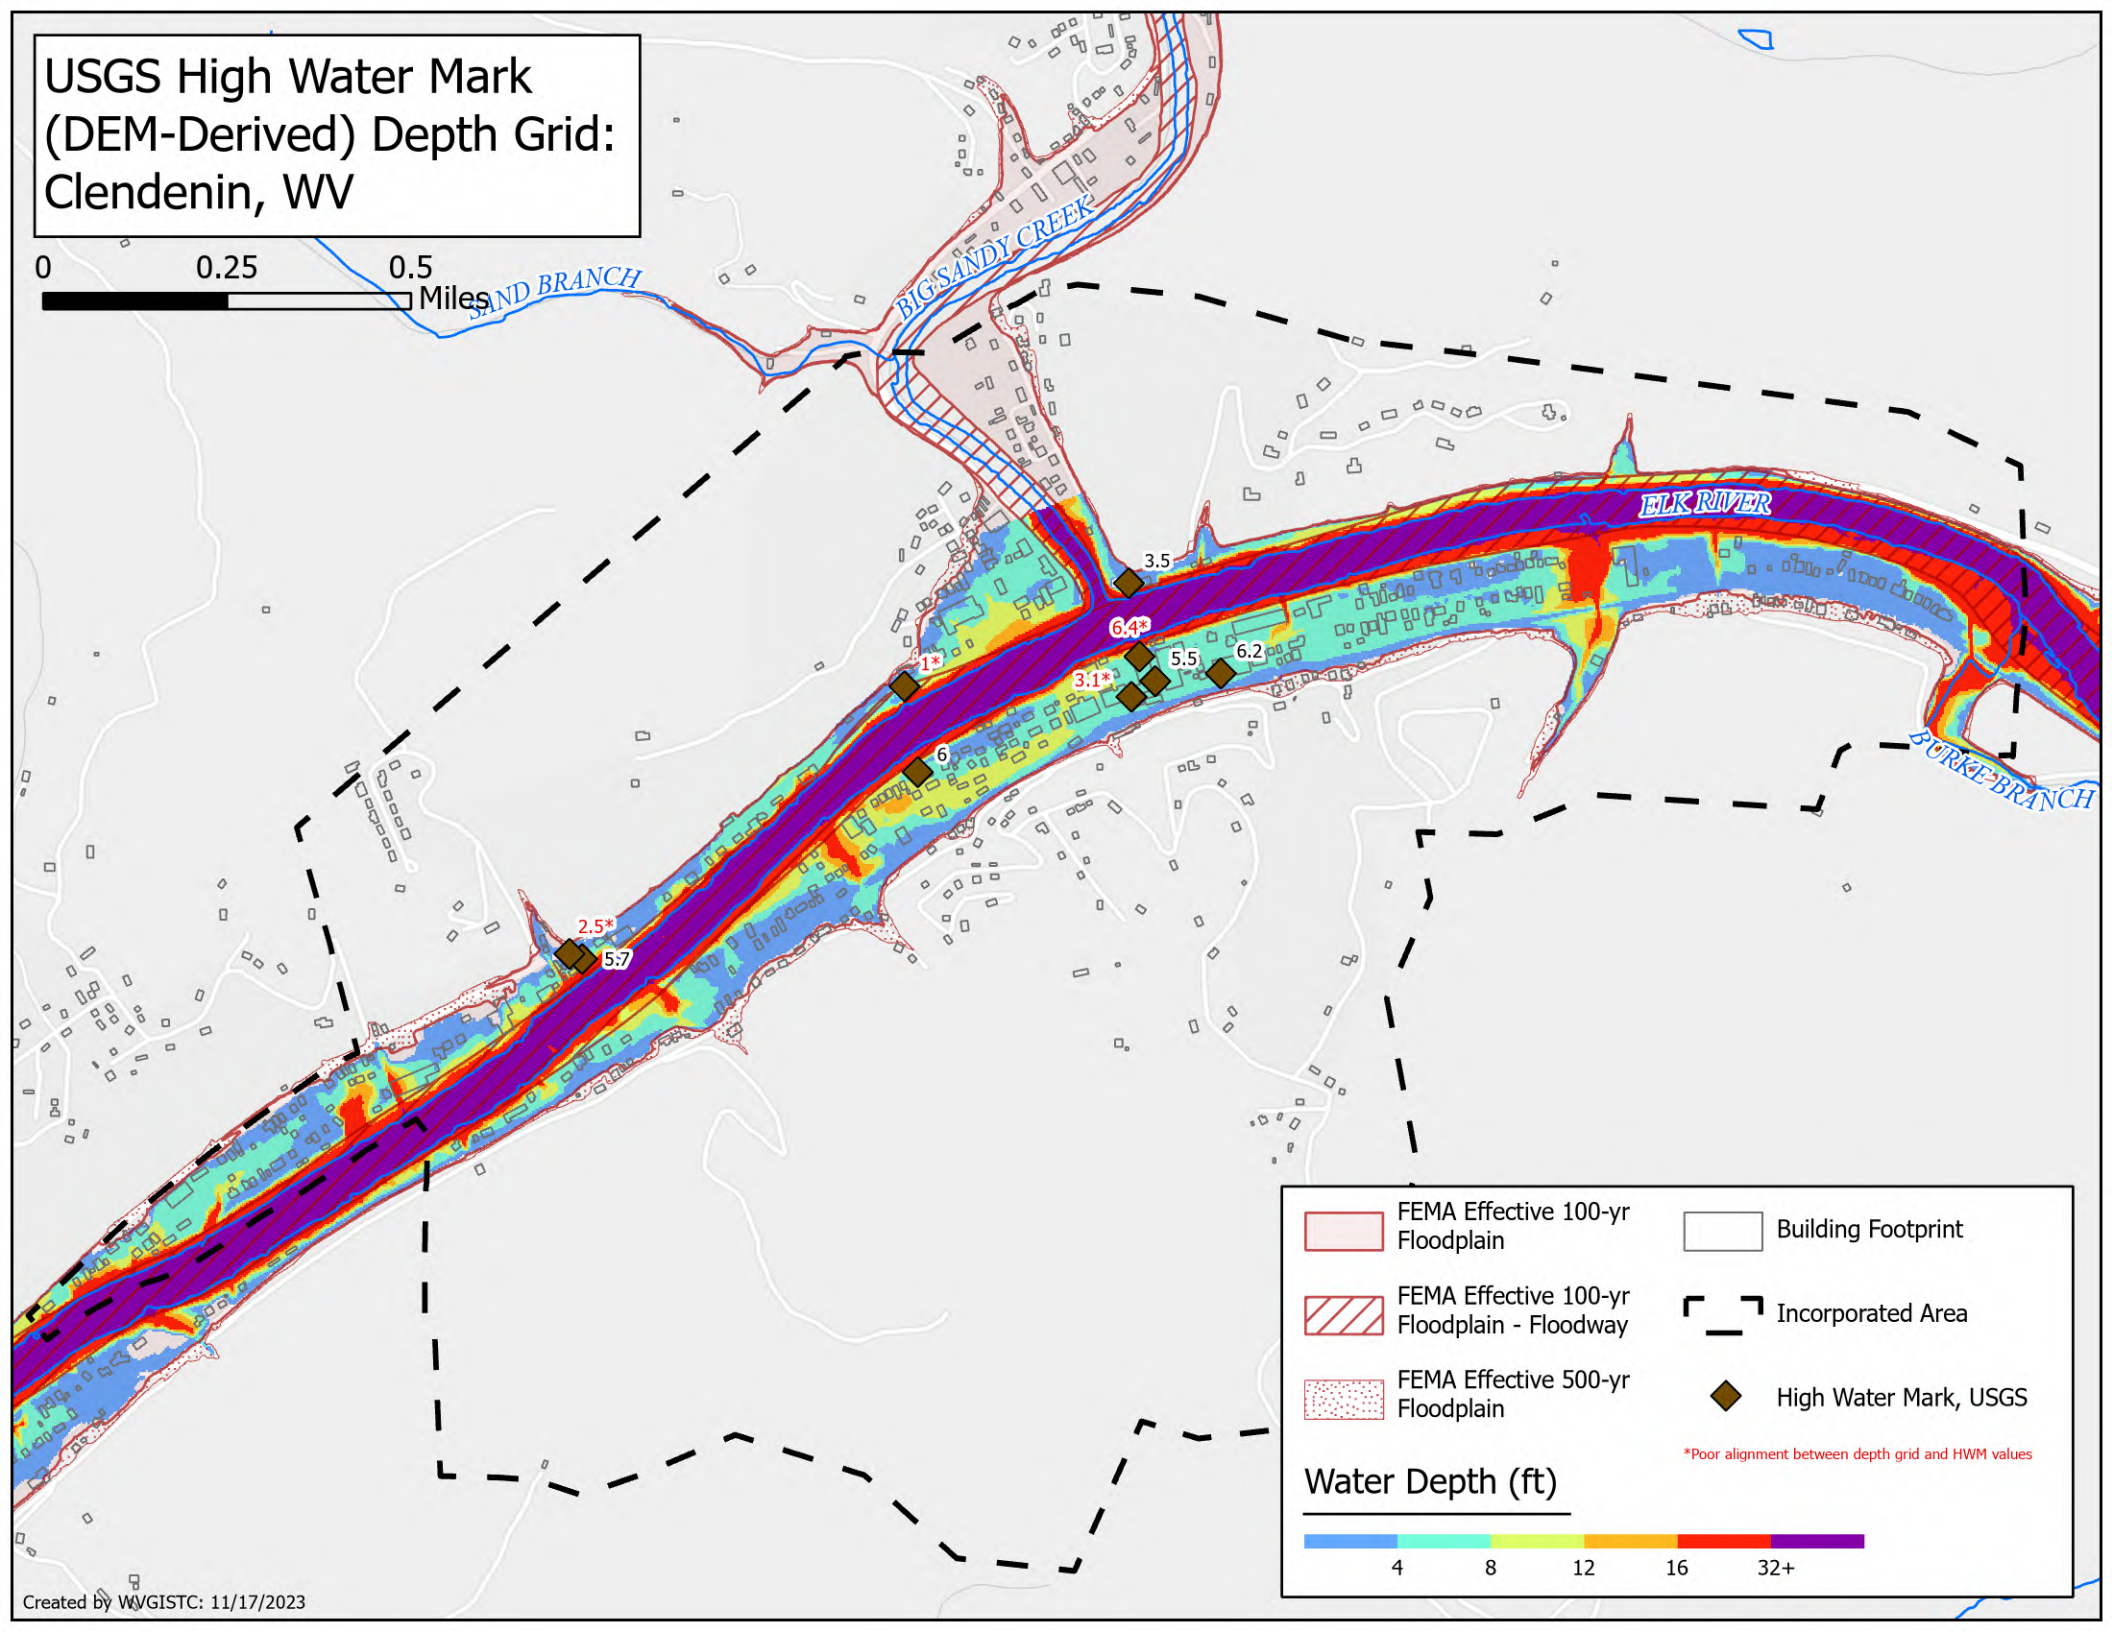 USGS High Water Mark
(DEM-Derived) Depth Grid:
Clendenin, WV
0 0.25 0.5
Miles
SAND BRANCH
BIG SANDY CREEK
ELK RIVER
3.5
6.4*
5.5
6.2
3.1*
1*
6
BURKE BRANCH
2.5*
5.7
FEMA Effective 100-yr
Floodplain
FEMA Effective 100-yr
Floodplain - Floodway
FEMA Effective 500-yr
Floodplain
Building Footprint
Incorporated Area
High Water Mark, USGS
*Poor alignment between depth grid and HWM values
Water Depth (ft)
4 8 12 16 32+
Created by WVGISTC: 11/17/2023